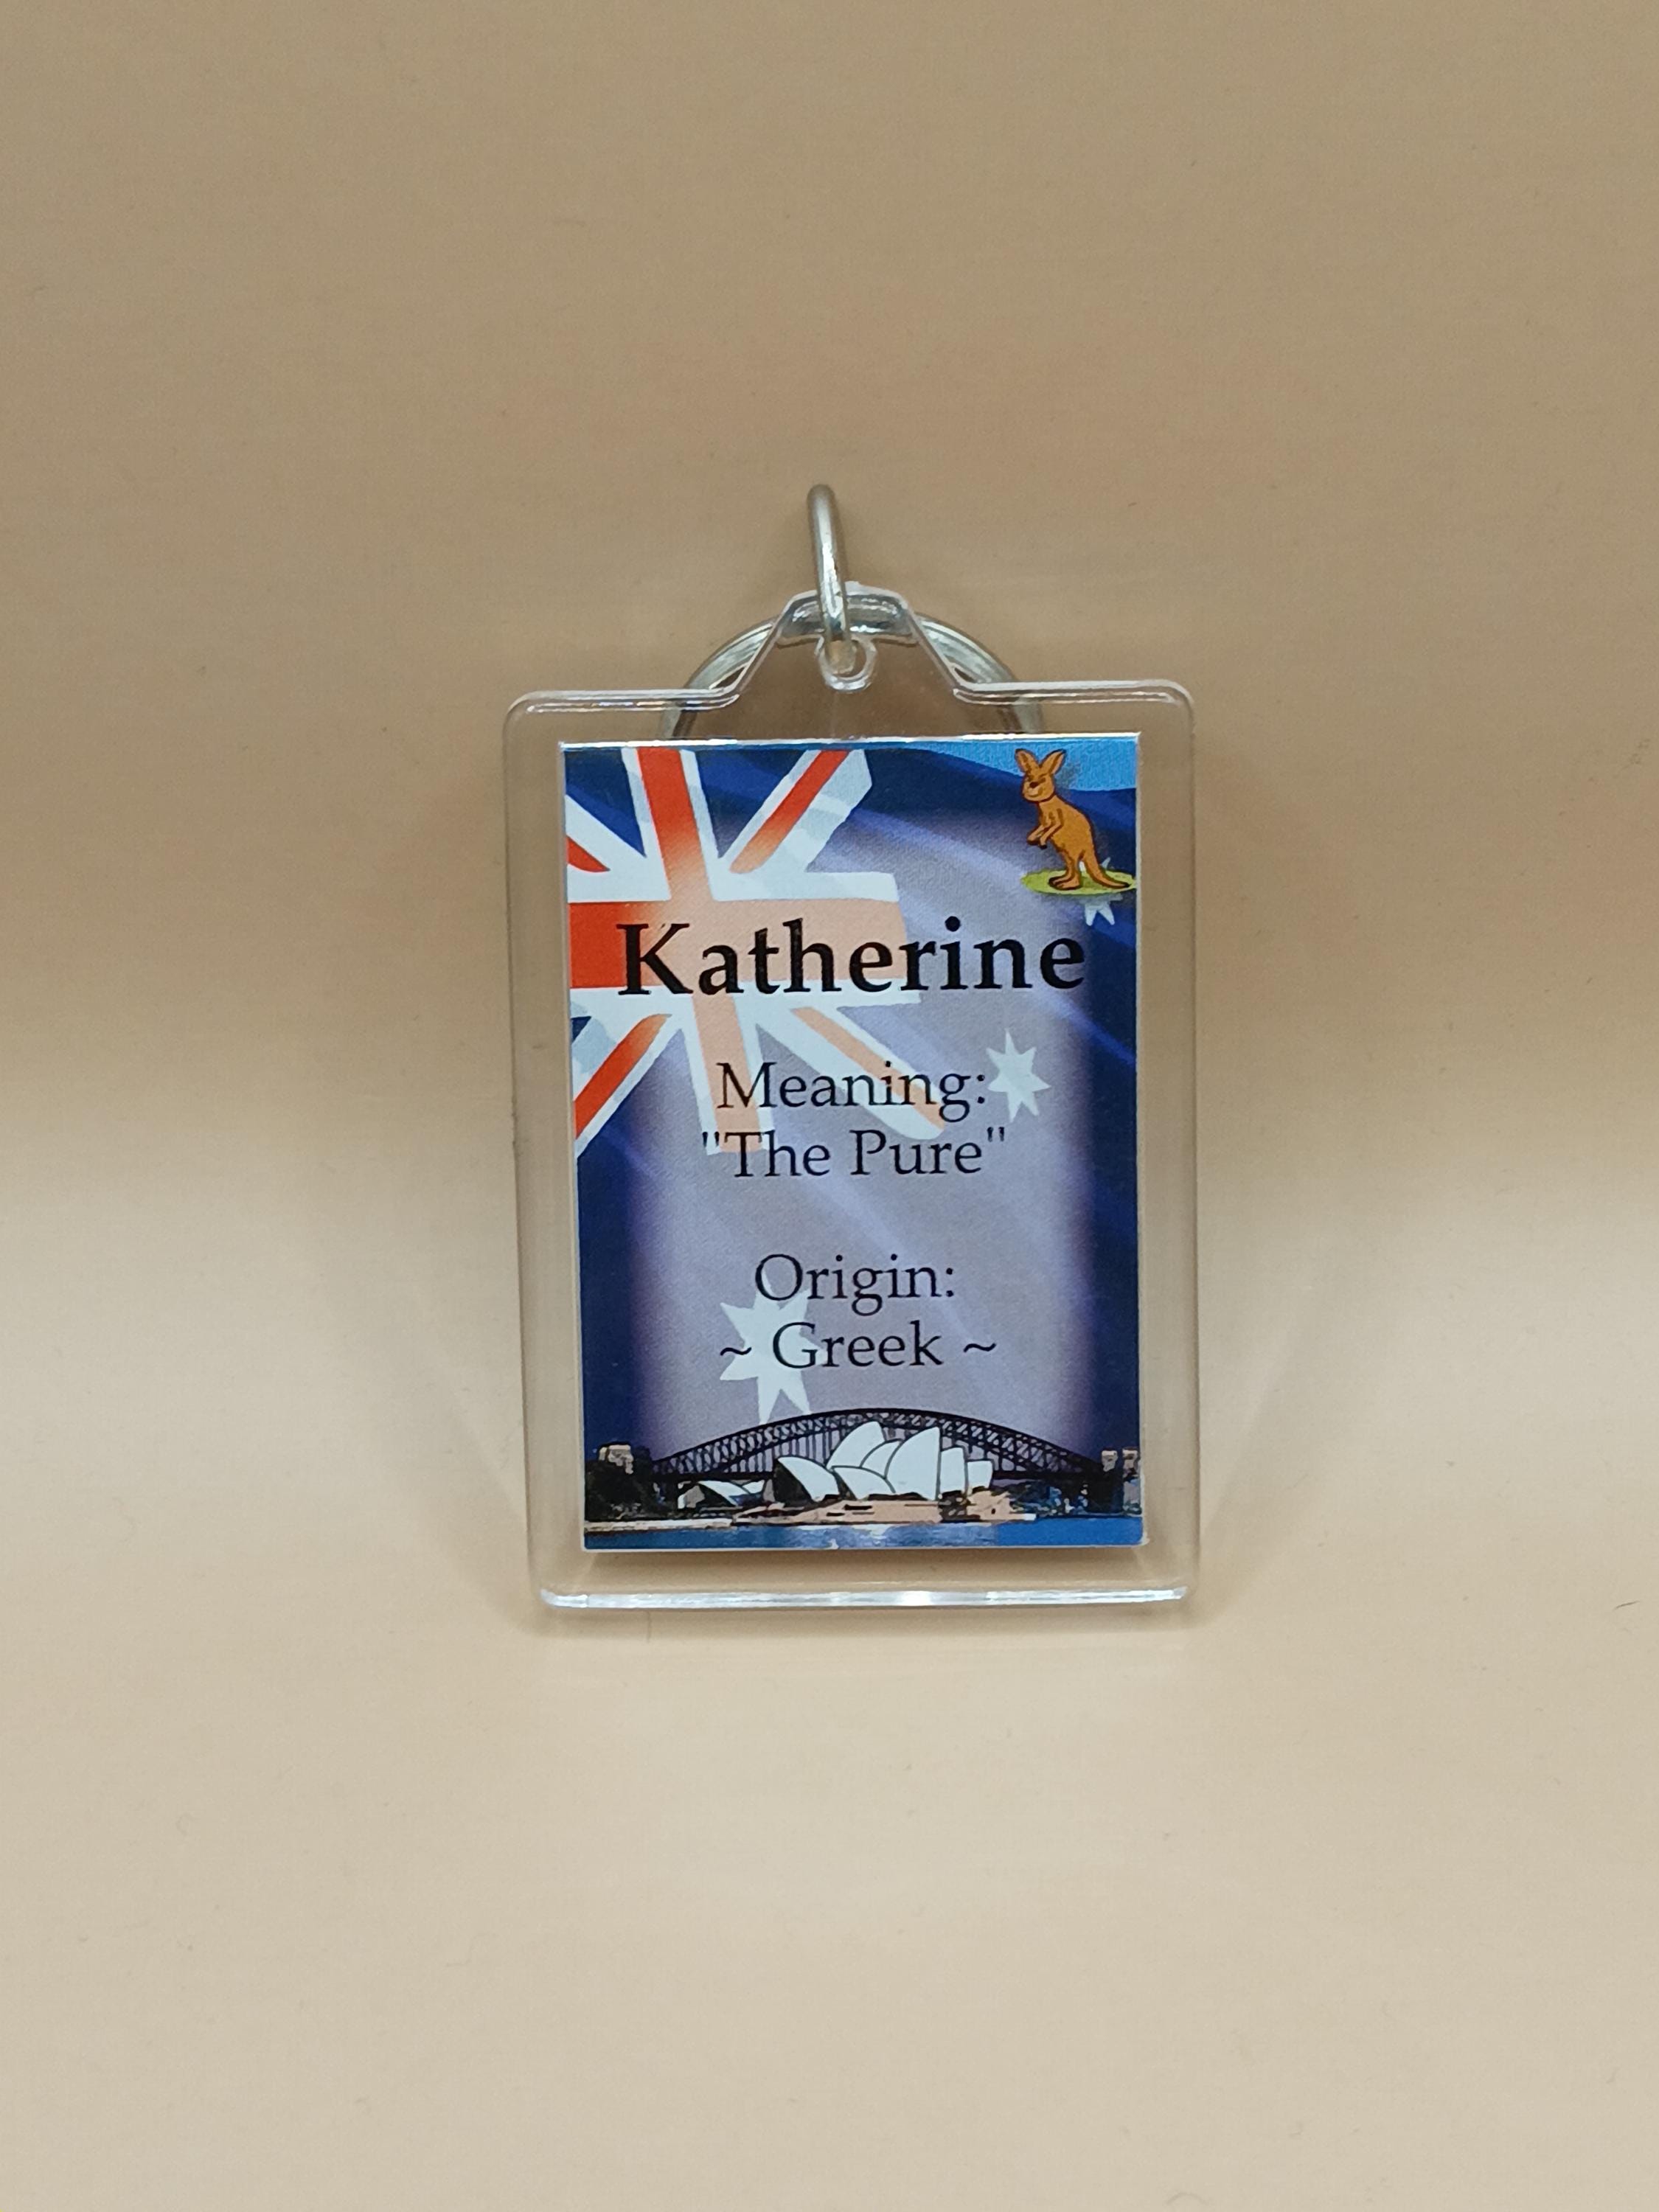 Katherine
Meaning:
"The Pure"
Origin:
~ Greek ~